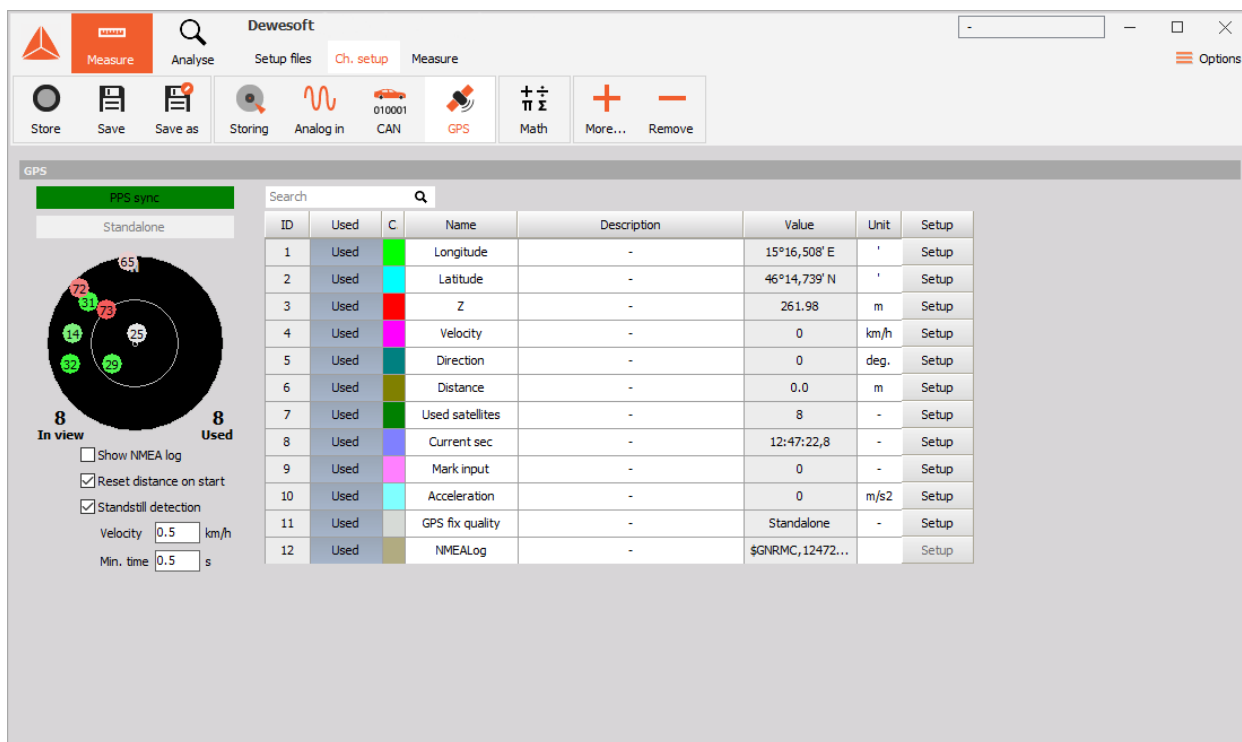 Dewesoft
-
Measure
Analyse
Setup files Ch. setup Measure
Options
010001
Store Save Save as Storing Analog in CAN GPS Math More... Remove
GPS
PPS sync
Standalone
65
72
31
73
14
25
32
29
8 8
In view Used
Show NMEA log
Reset distance on start
Standstill detection
Velocity 0.5 km/h
Min. time 0.5 s
Search
ID Used C Name Description Value Unit Setup
1 Used Longitude - 15°16,508' E ' Setup
2 Used Latitude - 46°14,739' N ' Setup
3 Used Z - 261.98 m Setup
4 Used Velocity - 0 km/h Setup
5 Used Direction - 0 deg. Setup
6 Used Distance - 0.0 m Setup
7 Used Used satellites - 8 - Setup
8 Used Current sec - 12:47:22,8 - Setup
9 Used Mark input - 0 - Setup
10 Used Acceleration - 0 m/s2 Setup
11 Used GPS fix quality - Standalone - Setup
12 Used NMEALog - $GNRMC,12472... Setup